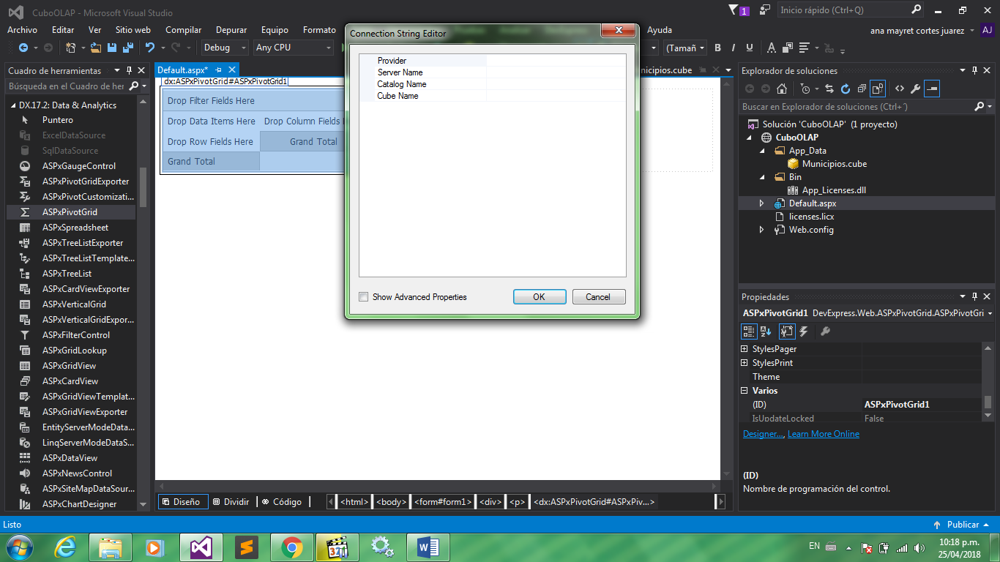 CuboOLAP - Microsoft Visual Studio
1
Inicio rápido (Ctrl+Q)
Archivo Editar Ver Sitio web Compilar Depurar Equipo Formato
Ayuda
ana mayret cortes juarez AJ
Debug Any CPU
(Tamañ
B I U A
Cuadro de herramientas
Búsqueda en el Cuadro de her
DX.17.2: Data & Analytics
Puntero
ExcelDataSource
SqlDataSource
ASPxGaugeControl
ASPxPivotGridExporter
ASPxPivotCustomizati...
ASPxPivotGrid
ASPxSpreadsheet
ASPxTreeListExporter
ASPxTreeListTemplate...
ASPxTreeList
ASPxCardViewExporter
ASPxVerticalGrid
ASPxVerticalGridExpor...
ASPxFilterControl
ASPxGridLookup
ASPxGridView
ASPxCardView
ASPxGridViewTemplat...
ASPxGridViewExporter
EntityServerModeData...
LinqServerModeDataS...
ASPxDataView
ASPxNewsControl
ASPxSiteMapDataSour...
ASPxChartDesigner
Default.aspx*
nicipios.cube
dx:ASPxPivotGrid#ASPxPivotGrid1
Drop Filter Fields Here
Drop Data Items Here Drop Column Fields
Drop Row Fields Here Grand Total
Grand Total
Connection String Editor
Provider
Server Name
Catalog Name
Cube Name
Show Advanced Properties
OK
Cancel
Diseño Dividir Código
<html> <body> <form#form1> <div> <p> <dx:ASPxPivotGrid#ASPxPiv...>
Explorador de soluciones
Buscar en Explorador de soluciones (Ctrl+´)
Solución 'CuboOLAP' (1 proyecto)
CuboOLAP
App_Data
Municipios.cube
Bin
App_Licenses.dll
Default.aspx
licenses.licx
Web.config
Propiedades
ASPxPivotGrid1 DevExpress.Web.ASPxPivotGrid.ASPxPivotGri
StylesPager
StylesPrint
Theme
Varios
(ID) ASPxPivotGrid1
IsUpdateLocked False
Designer..., Learn More Online
(ID)
Nombre de programación del control.
Listo
Publicar
EN
10:18 p.m.
25/04/2018